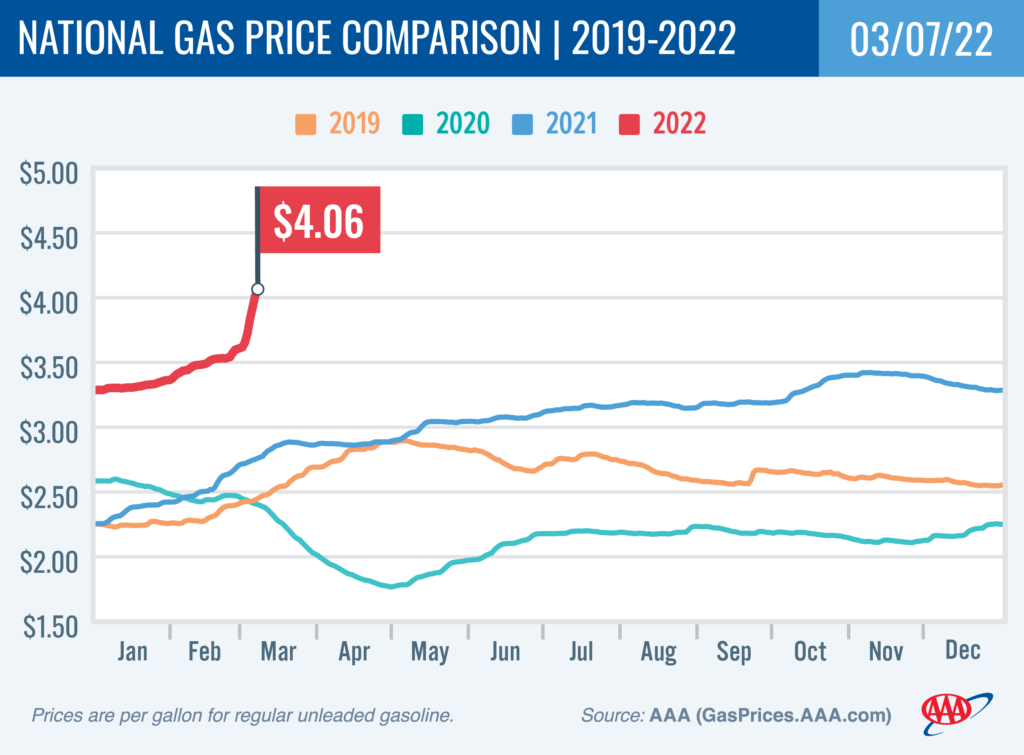 NATIONAL GAS PRICE COMPARISON | 2019-2022
03/07/22
2019 2020 2021 2022
$5.00
$4.50
$4.00
$3.50
$3.00
$2.50
$2.00
$1.50
$4.06
Jan Feb Mar Apr May Jun Jul Aug Sep Oct Nov Dec
Prices are per gallon for regular unleaded gasoline.
Source: AAA (GasPrices.AAA.com)
AAA